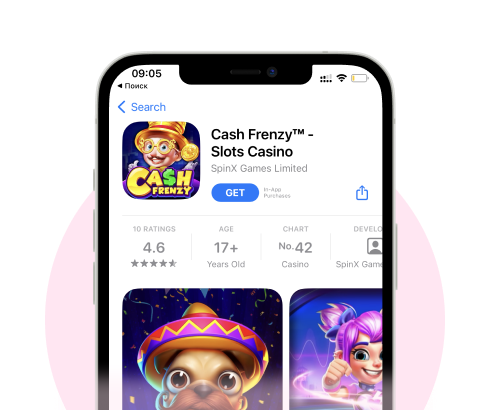 09:05
◀ Поиск
Search
Cash Frenzy™ -
Slots Casino
SpinX Games Limited
CASH
FRENZY
GET
In-App
Purchases
10 RATINGS
AGE
CHART
DEVELO
4.6
17+
No.42
Years Old
Casino
SpinX Game